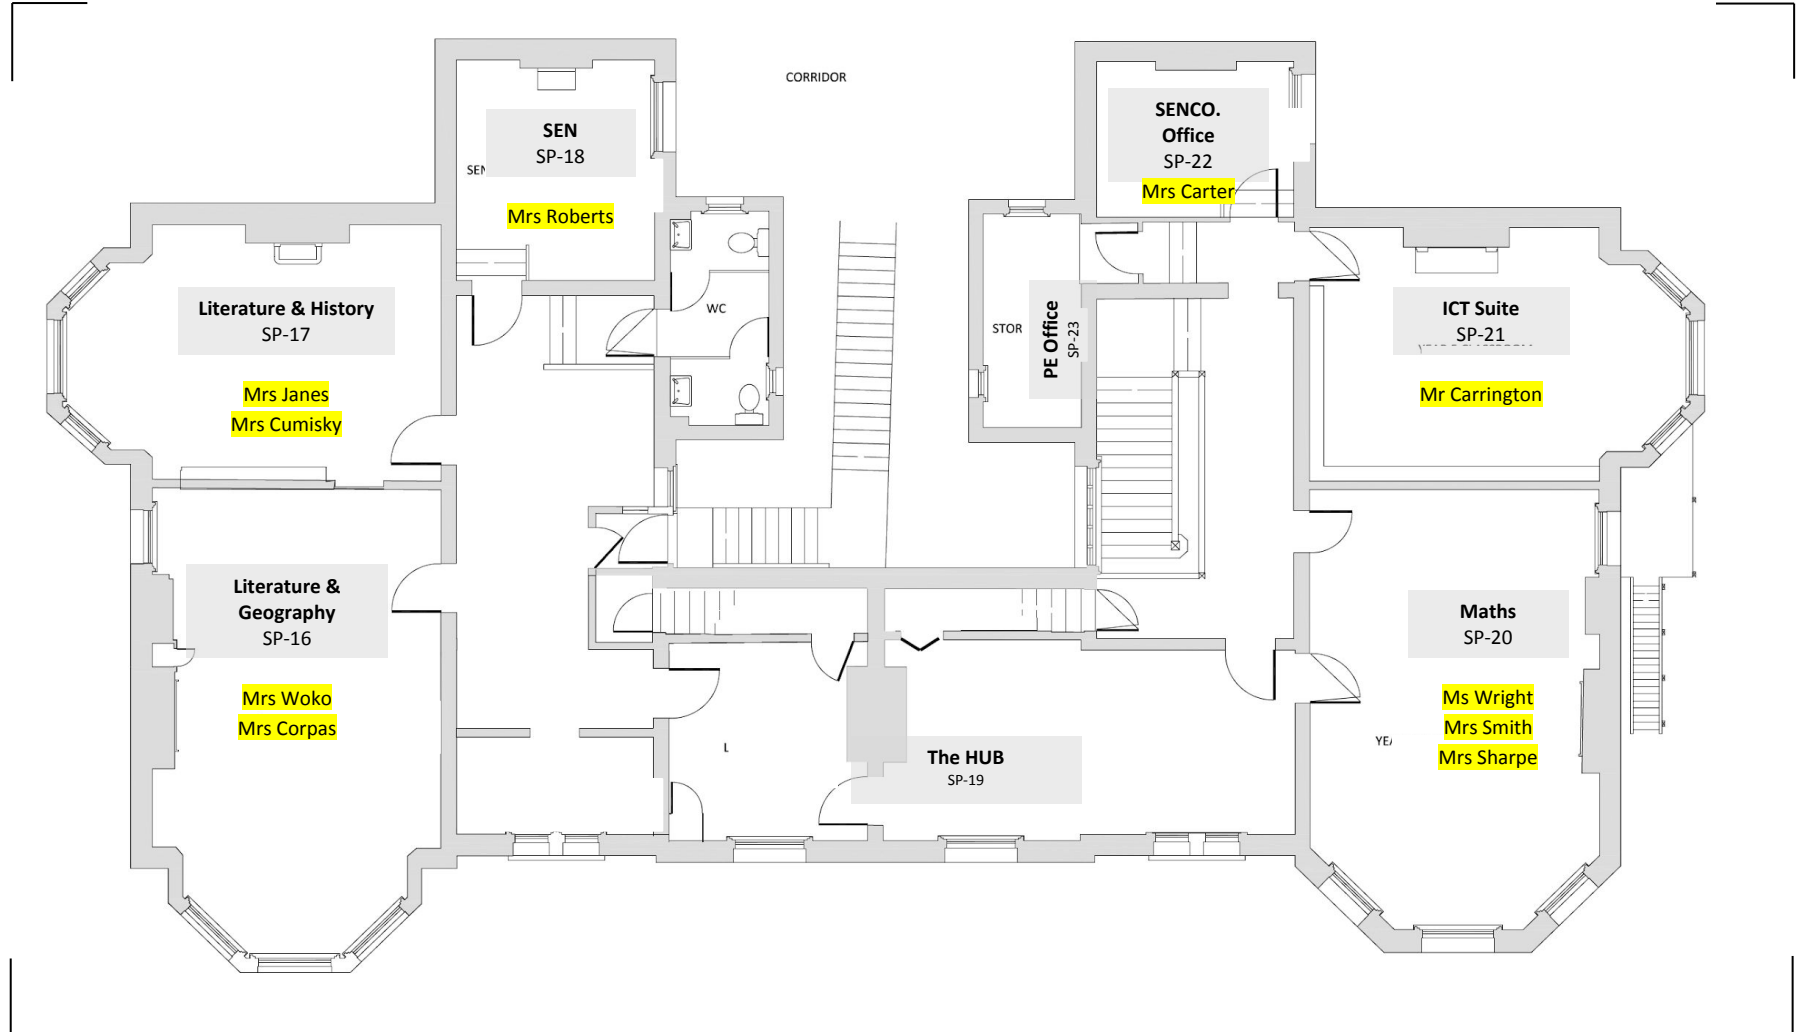 CORRIDOR
SEN
SP-18
SEN
Mrs Roberts
SENCO.
Office
SP-22
Mrs Carter
Literature & History
SP-17
Mrs Janes
Mrs Cumisky
WC
STOR
PE Office
SP-23
ICT Suite
SP-21
Mr Carrington
Literature &
Geography
SP-16
Mrs Woko
Mrs Corpas
L
The HUB
SP-19
Maths
SP-20
Ms Wright
Mrs Smith
Mrs Sharpe
YEA